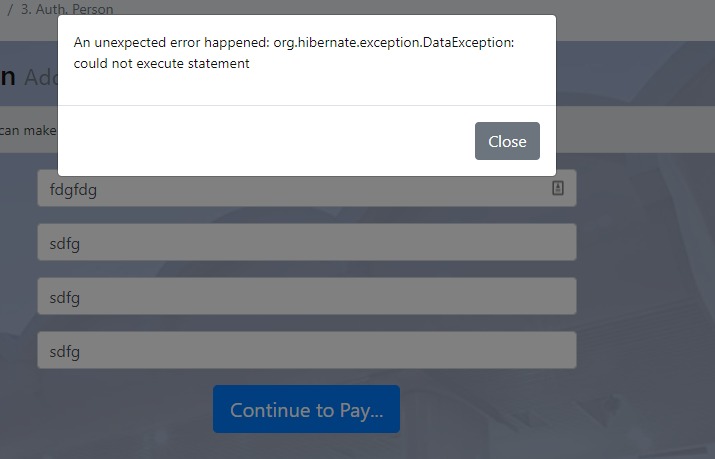 / 3. Auth. Person
An unexpected error happened: org.hibernate.exception.DataException:
could not execute statement
n Add
can make
Close
fdgfdg
sdfg
sdfg
sdfg
Continue to Pay...